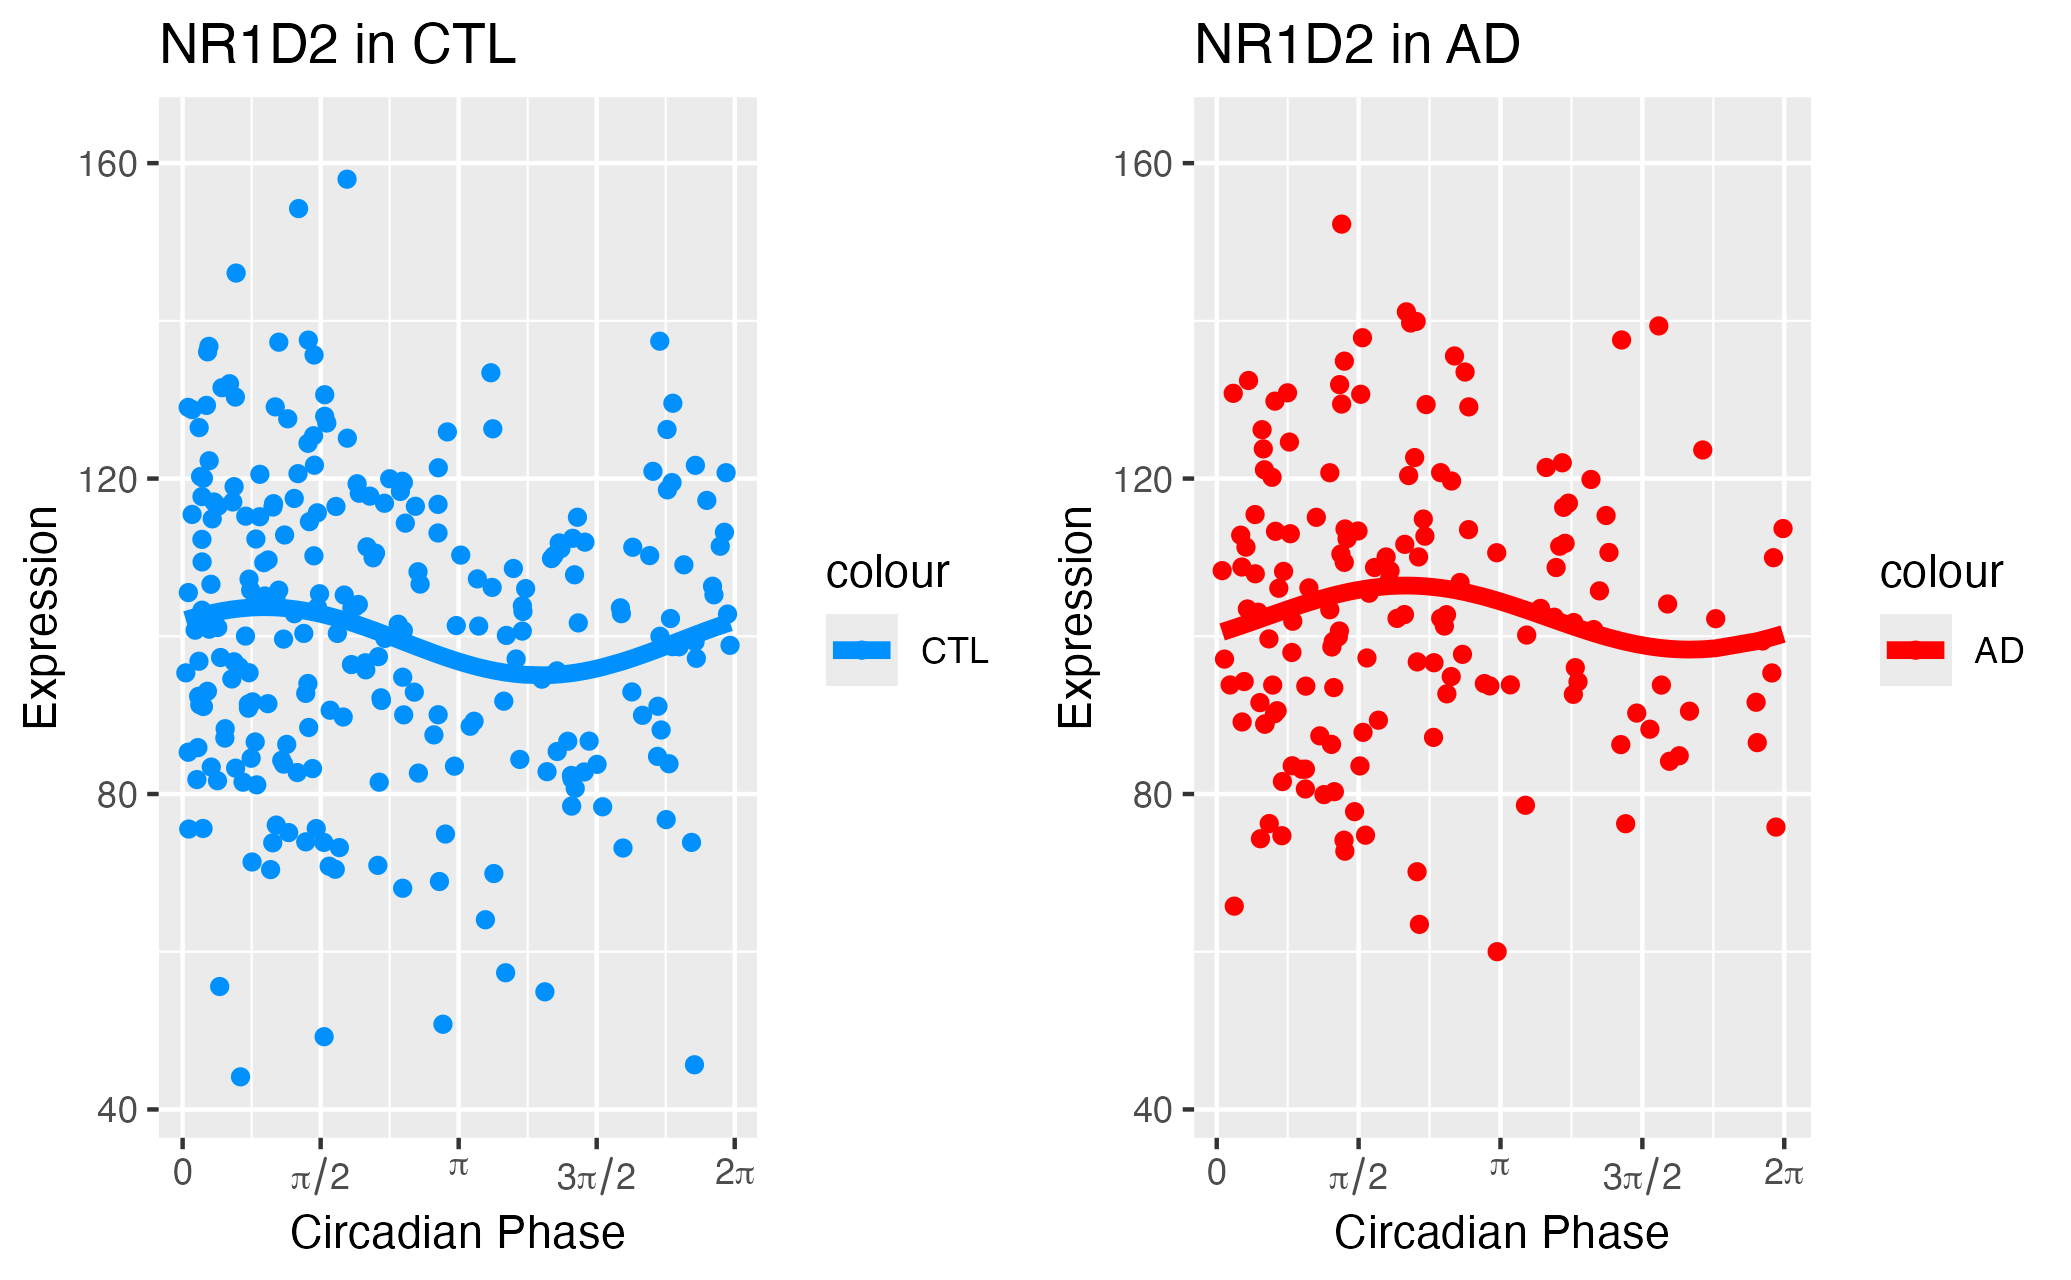 NR1D2 in CTL
160
120
80
40
Expression
0 π/2 π 3π/2 2π
Circadian Phase
colour
CTL
NR1D2 in AD
160
120
80
40
Expression
0 π/2 π 3π/2 2π
Circadian Phase
colour
AD